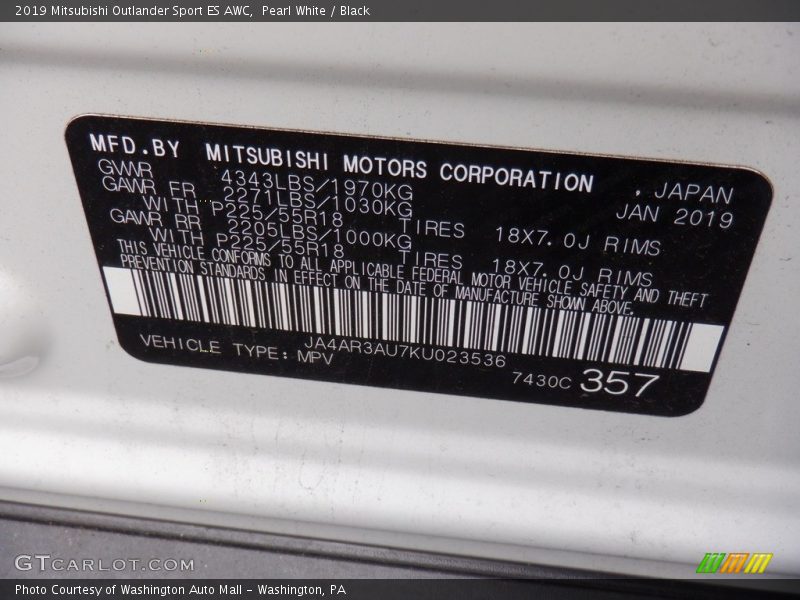 2019 Mitsubishi Outlander Sport ES AWC,  Pearl White / Black
MFD.BY  MITSUBISHI MOTORS CORPORATION  , JAPAN
GVWR 4343LBS/1970KG JAN 2019
GAWR FR 2271LBS/1030KG
WITH P225/55R18 TIRES 18X7.0J RIMS
GAWR RR 2205LBS/1000KG
WITH P225/55R18 TIRES 18X7.0J RIMS
THIS VEHICLE CONFORMS TO ALL APPLICABLE FEDERAL MOTOR VEHICLE SAFETY AND THEFT
PREVENTION STANDARDS IN EFFECT ON THE DATE OF MANUFACTURE SHOWN ABOVE.
JA4AR3AU7KU023536
VEHICLE TYPE: MPV 7430C 357
GTCARLOT.COM
Photo Courtesy of Washington Auto Mall - Washington, PA